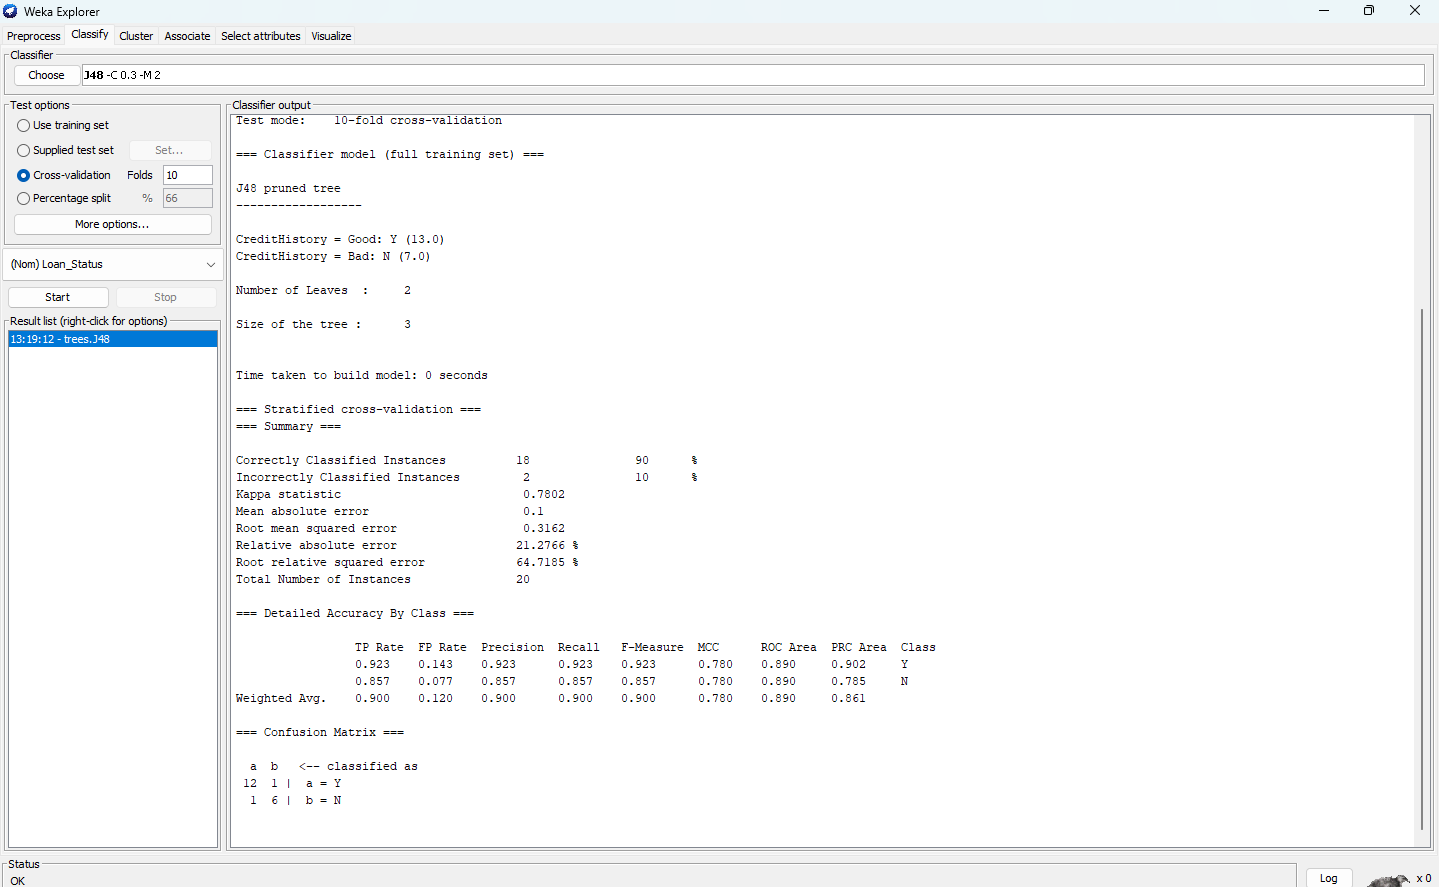 Weka Explorer
Preprocess Classify Cluster Associate Select attributes Visualize
Classifier
Choose J48 -C 0.3 -M 2
Test options
Use training set
Supplied test set Set...
Cross-validation Folds 10
Percentage split % 66
More options...
(Nom) Loan_Status
Start Stop
Result list (right-click for options)
13:19:12 - trees.J48
Classifier output
Test mode: 10-fold cross-validation
=== Classifier model (full training set) ===
J48 pruned tree
------------------
CreditHistory = Good: Y (13.0)
CreditHistory = Bad: N (7.0)
Number of Leaves : 2
Size of the tree : 3
Time taken to build model: 0 seconds
=== Stratified cross-validation ===
=== Summary ===
Correctly Classified Instances 18 90 %
Incorrectly Classified Instances 2 10 %
Kappa statistic 0.7802
Mean absolute error 0.1
Root mean squared error 0.3162
Relative absolute error 21.2766 %
Root relative squared error 64.7185 %
Total Number of Instances 20
=== Detailed Accuracy By Class ===
TP Rate FP Rate Precision Recall F-Measure MCC ROC Area PRC Area Class
0.923 0.143 0.923 0.923 0.923 0.780 0.890 0.902 Y
0.857 0.077 0.857 0.857 0.857 0.780 0.890 0.785 N
Weighted Avg. 0.900 0.120 0.900 0.900 0.900 0.780 0.890 0.861
=== Confusion Matrix ===
a b <-- classified as
12 1 | a = Y
1 6 | b = N
Status
OK
Log x 0